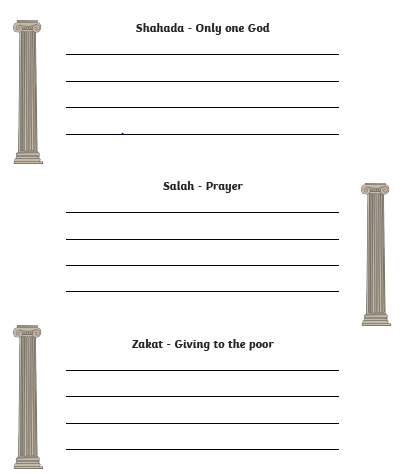 Shahada - Only one God
Salah - Prayer
Zakat - Giving to the poor